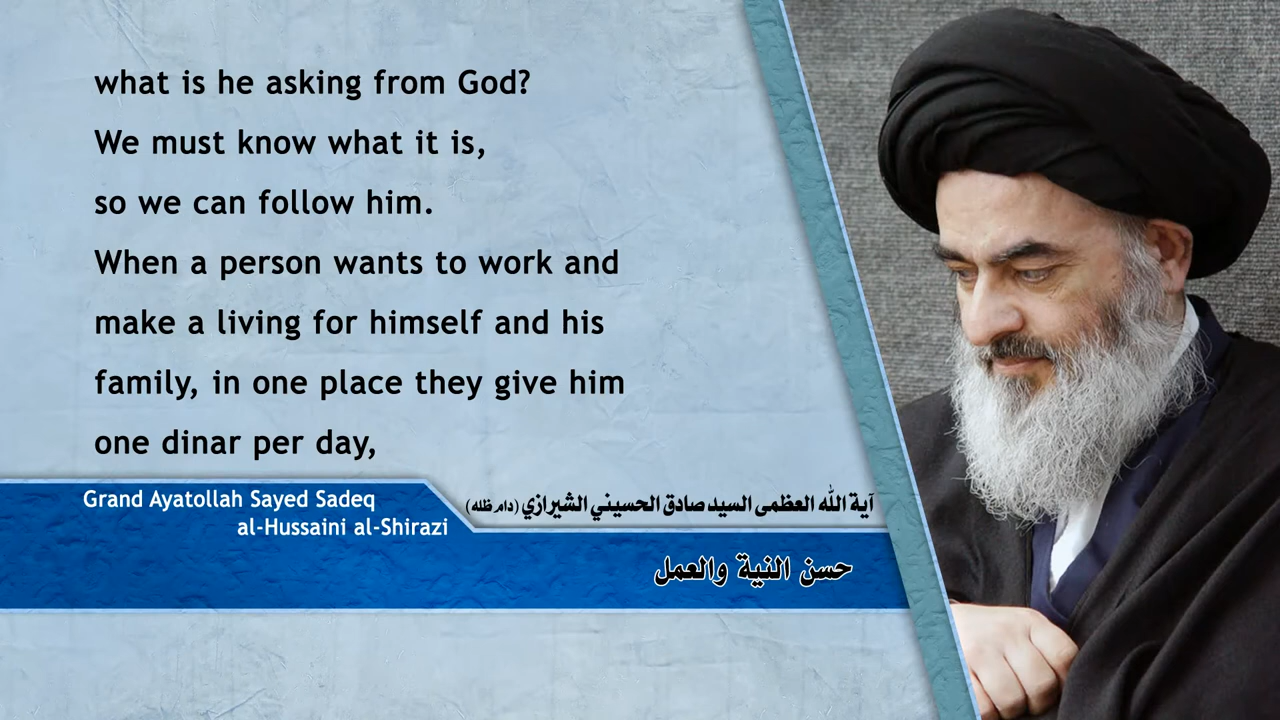 what is he asking from God?
We must know what it is,
so we can follow him.
When a person wants to work and
make a living for himself and his
family, in one place they give him
one dinar per day,
Grand Ayatollah Sayed Sadeq
al-Hussaini al-Shirazi
آية الله العظمى السيد صادق الحسيني الشيرازي (دام ظله)
حسن النية والعمل